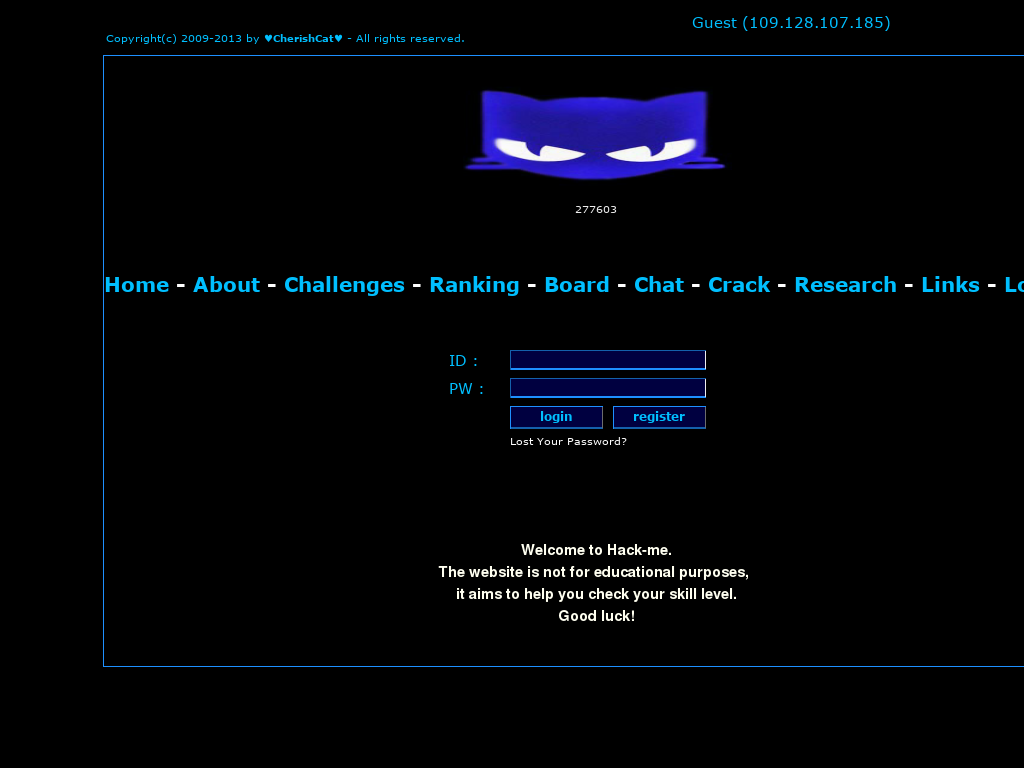 Guest (109.128.107.185)
Copyright(c) 2009-2013 by ♥CherishCat♥ - All rights reserved.
277603
Home - About - Challenges - Ranking - Board - Chat - Crack - Research - Links - Lo
ID :
PW :
login register
Lost Your Password?
Welcome to Hack-me.
The website is not for educational purposes,
it aims to help you check your skill level.
Good luck!